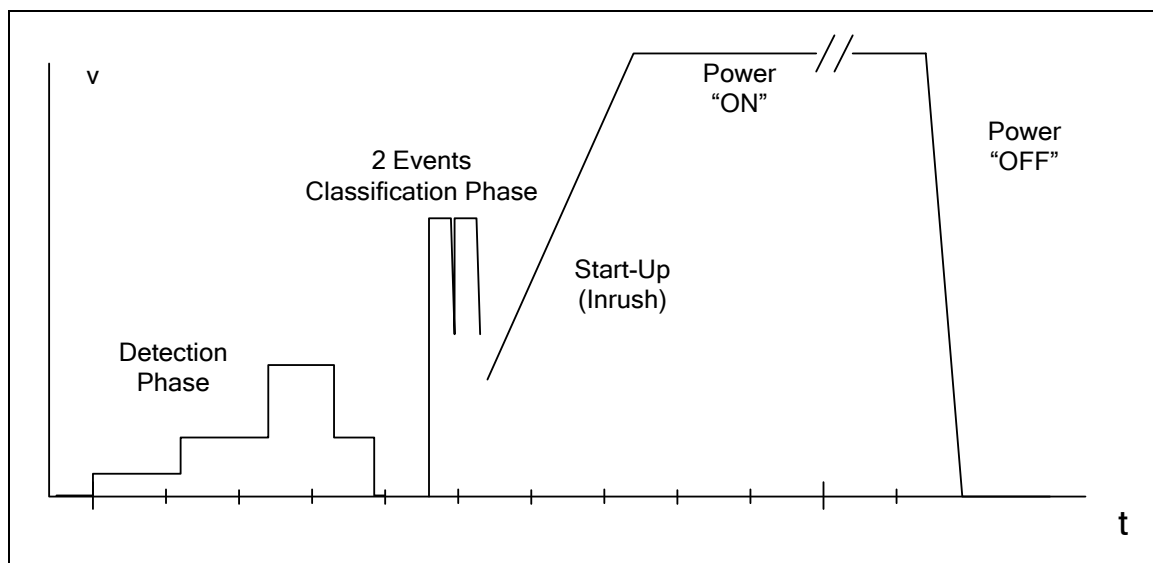 v
Power
“ON”
Power
“OFF”
2 Events
Classification Phase
Start-Up
(Inrush)
Detection
Phase
t